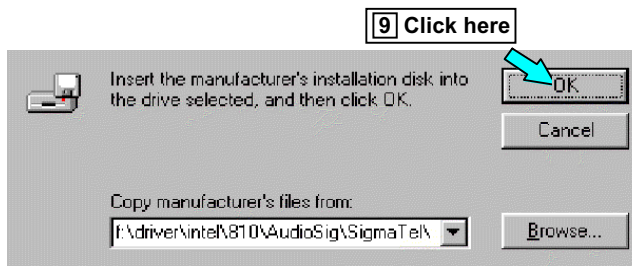 9 Click here
Insert the manufacturer's installation disk into
the drive selected, and then click OK.
OK
Cancel
Copy manufacturer's files from:
f:\driver\intel\810\AudioSig\SigmaTel\
Browse...